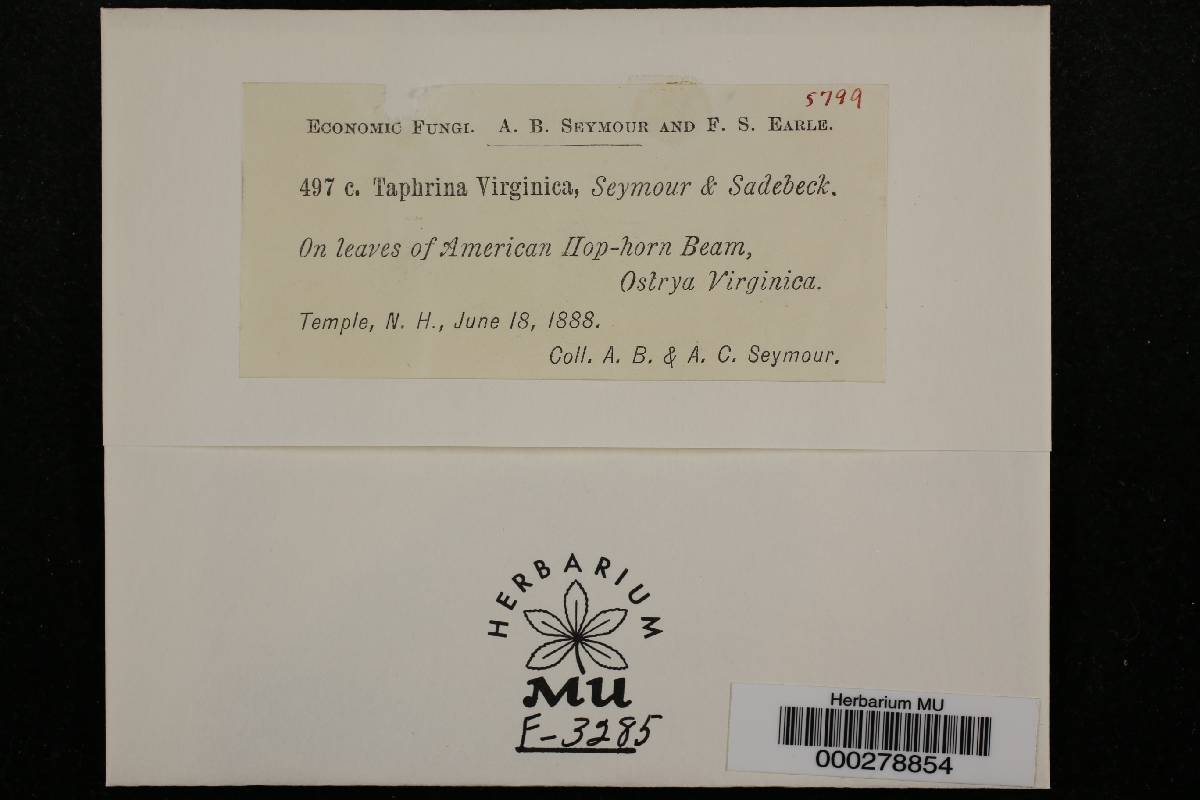 5799
ECONOMIC FUNGI. A. B. SEYMOUR AND F. S. EARLE.
497 c. Taphrina Virginica, Seymour & Sadebeck.
On leaves of American Hop-horn Beam,
Ostrya Virginica.
Temple, N. H., June 18, 1888.
Coll. A. B. & A. C. Seymour.
HERBARIUM
MU
F-3285
Herbarium MU
000278854